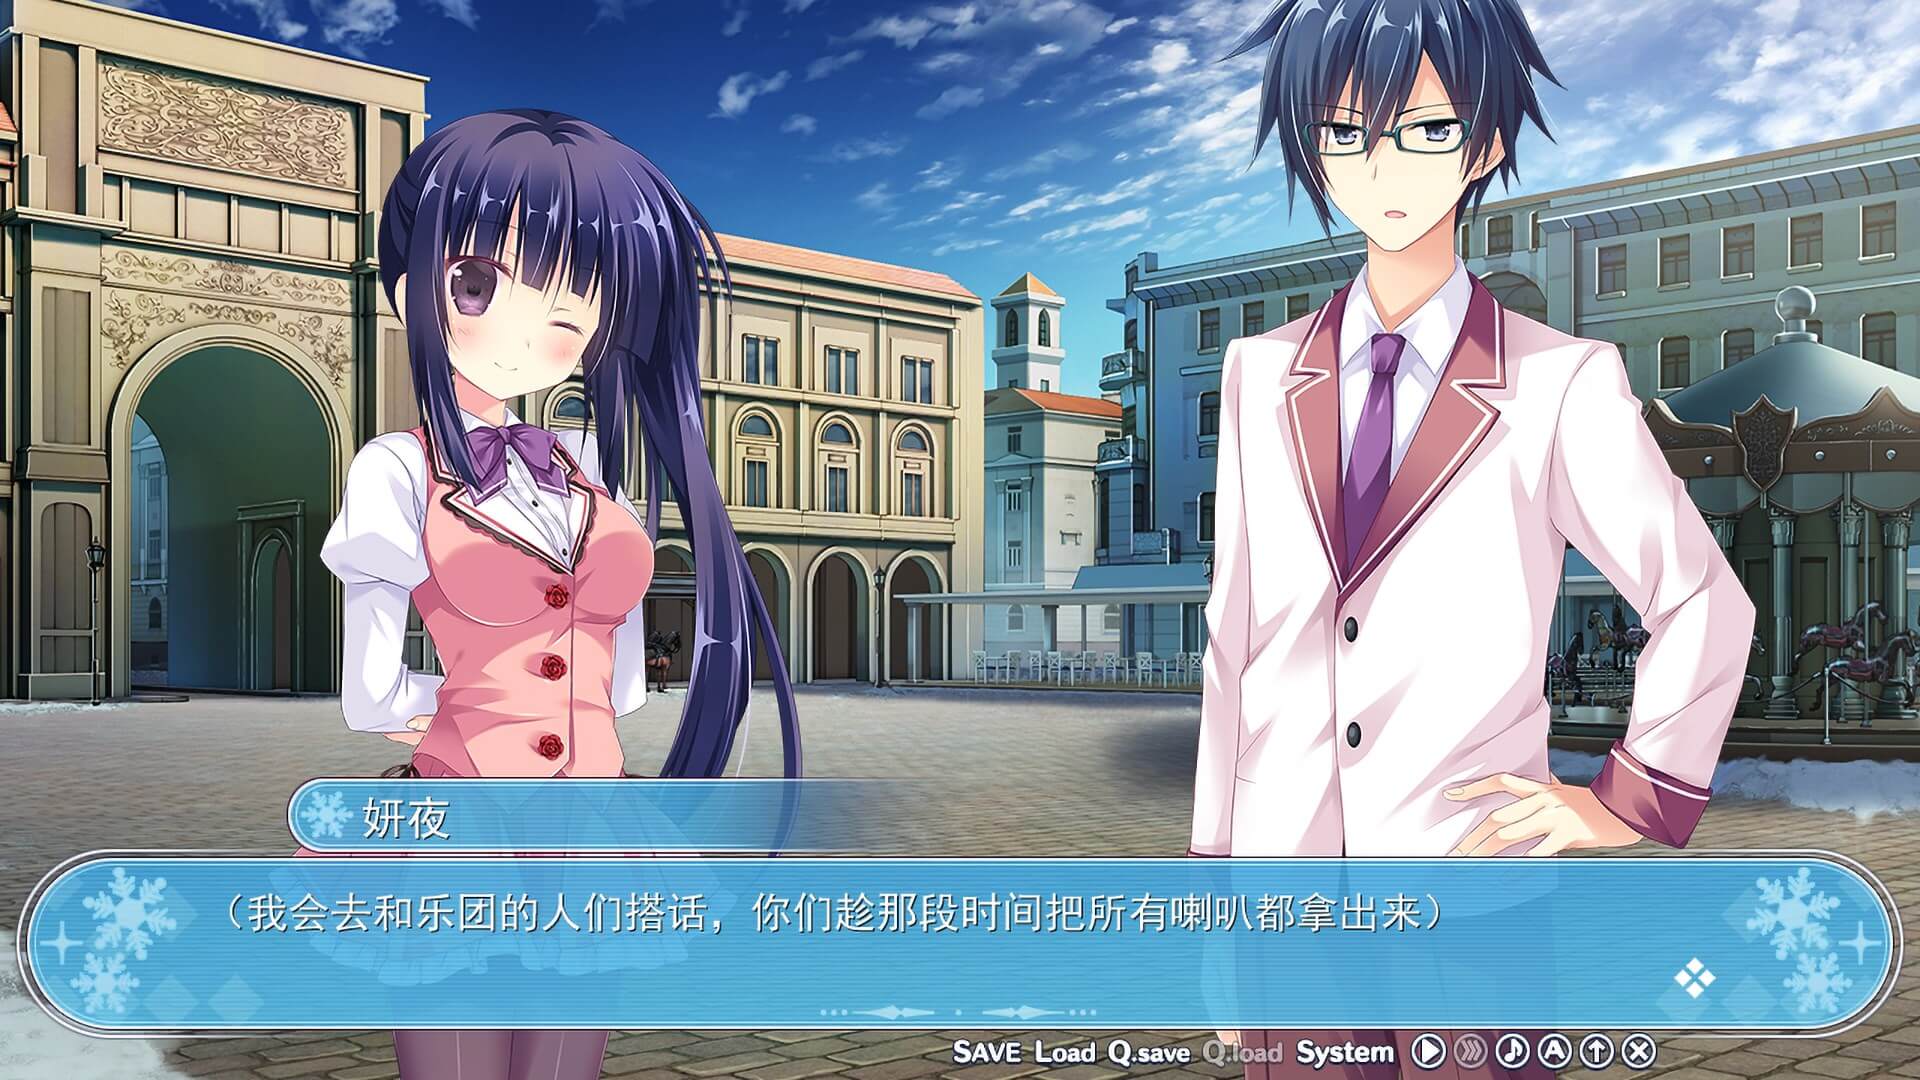 妍夜
（我会去和乐团的人们搭话，你们趁那段时间把所有喇叭都拿出来）
SAVE Load Q.save Q.load System A